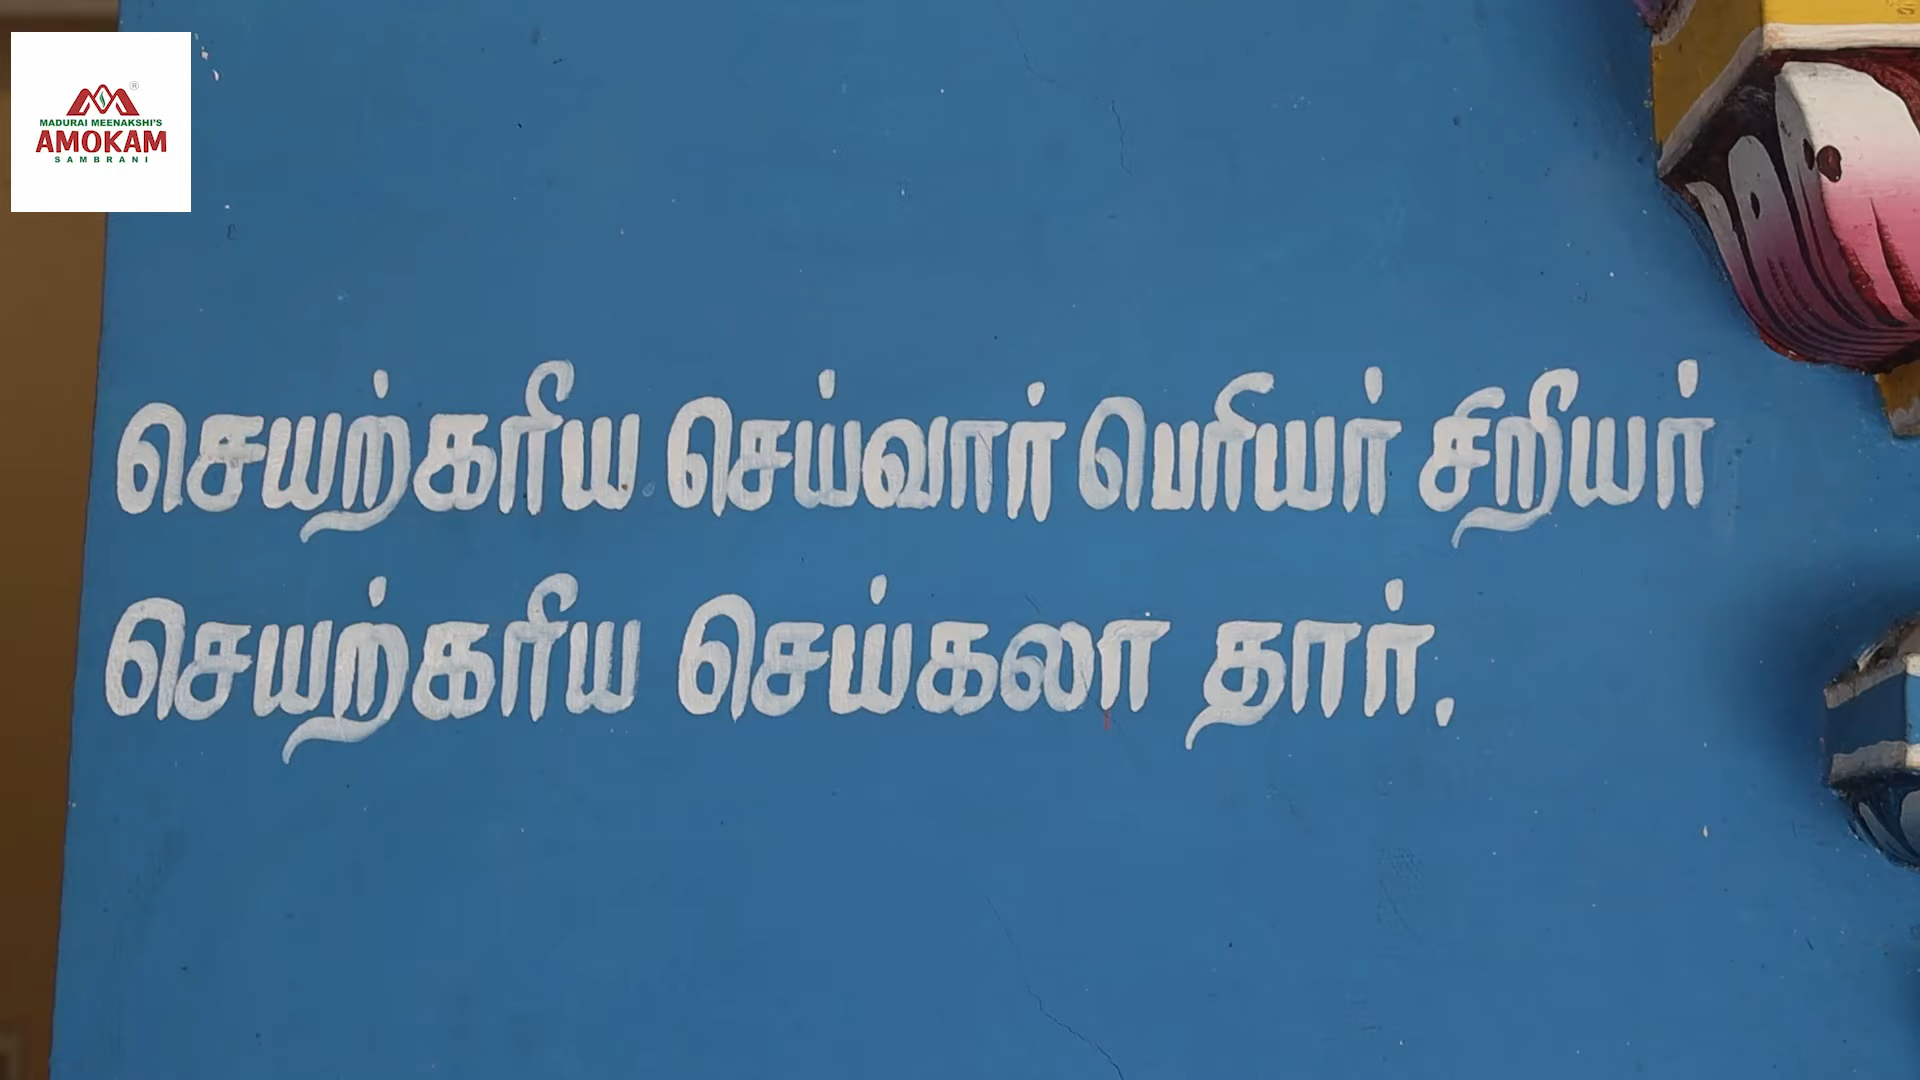 MADURAI MEENAKSHI'S
AMOKAM
SAMBRANI
செயற்கரிய செய்வார் பெரியர் சிறியர்
செயற்கரிய செய்கலா தார்.